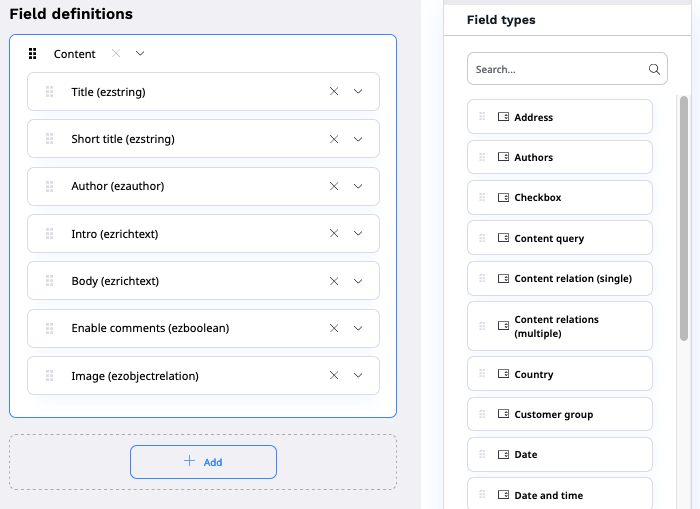 Field definitions
Content
Title (ezstring)
Short title (ezstring)
Author (ezauthor)
Intro (ezrichtext)
Body (ezrichtext)
Enable comments (ezboolean)
Image (ezobjectrelation)
Add
Field types
Search...
Address
Authors
Checkbox
Content query
Content relation (single)
Content relations
(multiple)
Country
Customer group
Date
Date and time